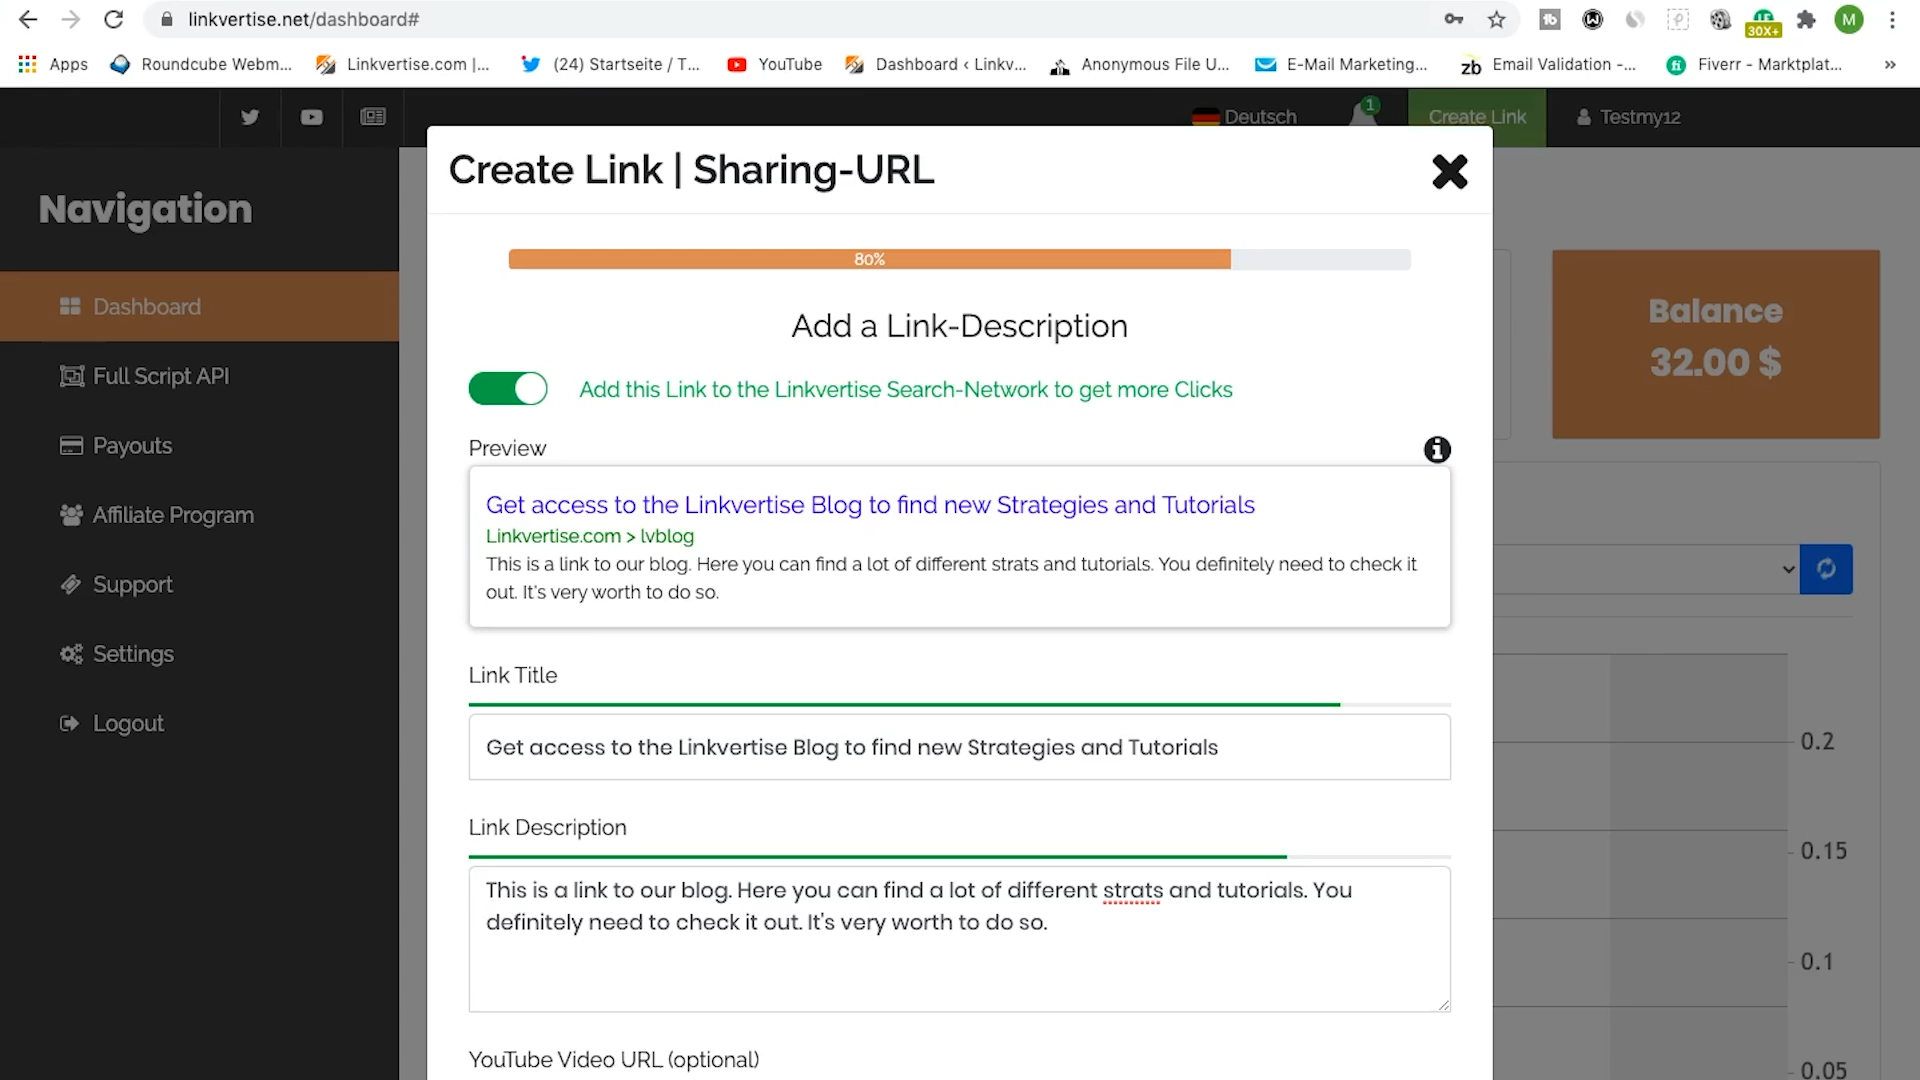 linkvertise.net/dashboard#
30X+
M
Apps
Roundcube Webm...
Linkvertise.com |...
(24) Startseite / T...
YouTube
Dashboard ‹ Linkv...
Anonymous File U...
E-Mail Marketing...
zb Email Validation -...
fi Fiverr - Marktplat...
»
Deutsch
1
Create Link
Testmy12
Navigation
Dashboard
Full Script API
Payouts
Affiliate Program
Support
Settings
Logout
Create Link | Sharing-URL
80%
Add a Link-Description
Add this Link to the Linkvertise Search-Network to get more Clicks
Preview
Get access to the Linkvertise Blog to find new Strategies and Tutorials
Linkvertise.com > lvblog
This is a link to our blog. Here you can find a lot of different strats and tutorials. You definitely need to check it
out. It's very worth to do so.
Link Title
Get access to the Linkvertise Blog to find new Strategies and Tutorials
Link Description
This is a link to our blog. Here you can find a lot of different strats and tutorials. You
definitely need to check it out. It's very worth to do so.
YouTube Video URL (optional)
Balance
32.00 $
0.2
0.15
0.1
0.05